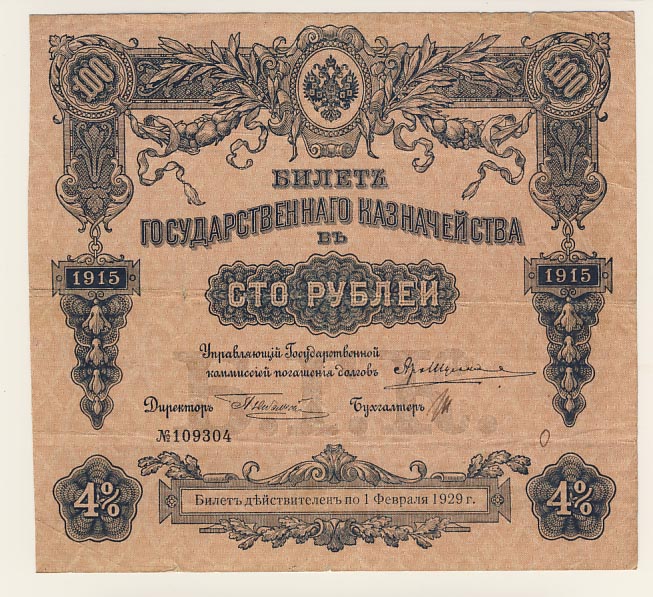 100 100
БИЛЕТЪ
ГОСУДАРСТВЕННАГО КАЗНАЧЕЙСТВА
ВЪ
1915 1915
СТО РУБЛЕЙ
Управляющій Государственной
коммиссіей погашенія долговъ
Директоръ Бухгалтеръ
№109304
4% 4%
Билетъ дѣйствителенъ по 1 Февраля 1929 г.